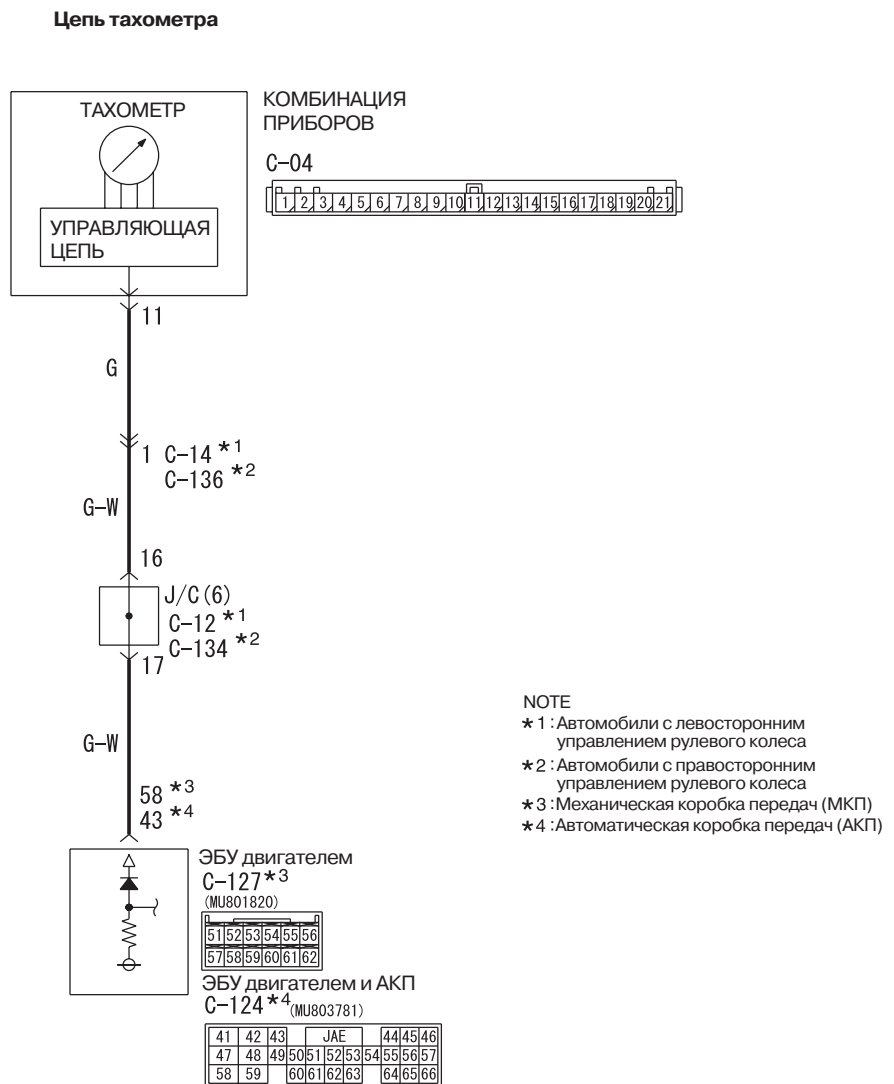 Цепь тахометра
ТАХОМЕТР
КОМБИНАЦИЯ
ПРИБОРОВ
C-04
1 2 3 4 5 6 7 8 9 10 11 12 13 14 15 16 17 18 19 20 21
УПРАВЛЯЮЩАЯ
ЦЕПЬ
11
G
1 C-14 *1
C-136 *2
G-W
16
J/C (6)
C-12 *1
C-134 *2
17
G-W
58 *3
43 *4
NOTE
*1 : Автомобили с левосторонним
управлением рулевого колеса
*2 : Автомобили с правосторонним
управлением рулевого колеса
*3 : Механическая коробка передач (МКП)
*4 : Автоматическая коробка передач (АКП)
ЭБУ двигателем
C-127*3
(MU801820)
51 52 53 54 55 56
57 58 59 60 61 62
ЭБУ двигателем и АКП
C-124*4 (MU803781)
41 42 43 JAE 44 45 46
47 48 49 50 51 52 53 54 55 56 57
58 59 60 61 62 63 64 65 66